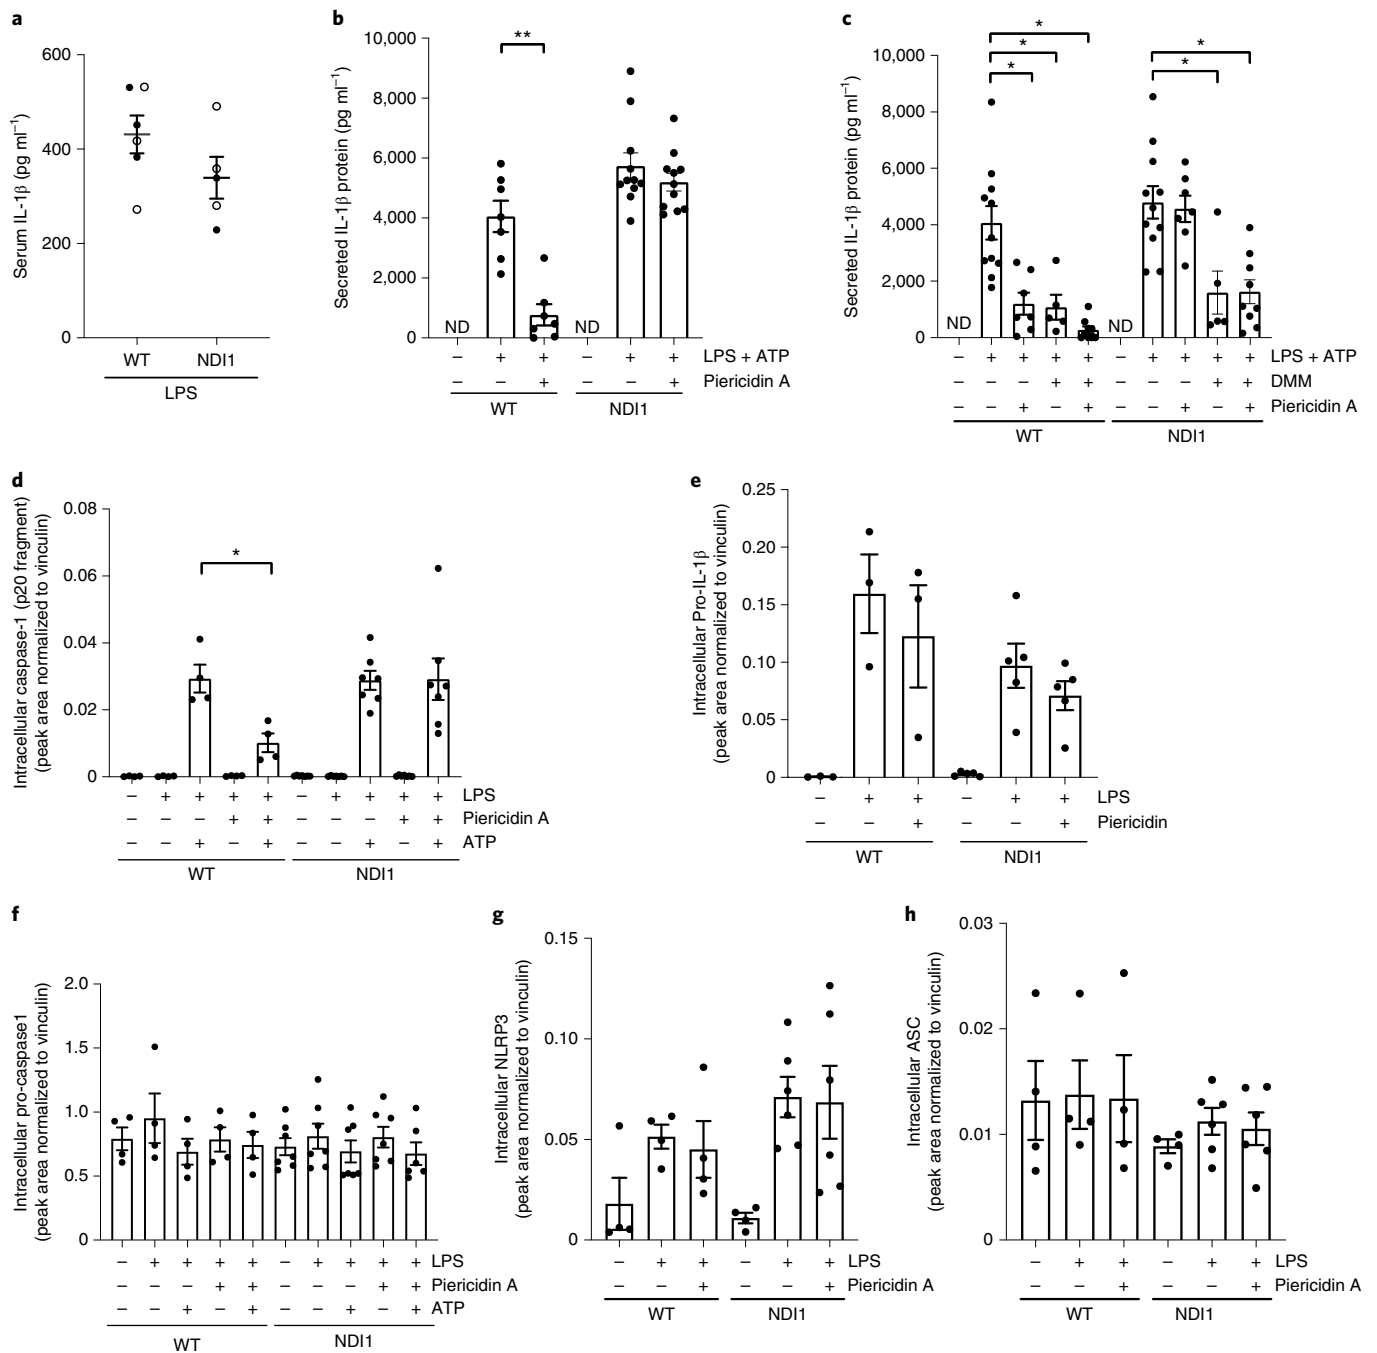 a
Serum IL-1β (pg ml−1)
600
400
200
0
WT NDI1
LPS
b
Secreted IL-1β protein (pg ml−1)
10,000
8,000
6,000
4,000
2,000
0
**
ND ND
– + + – + + LPS + ATP
– – + – – + Piericidin A
WT NDI1
c
Secreted IL-1β protein (pg ml−1)
10,000
8,000
6,000
4,000
2,000
0
*
* *
* *
ND ND
– + + + + – + + + + LPS + ATP
– – – + + – – – + + DMM
– – + – + – – + – + Piericidin A
WT NDI1
d
Intracellular caspase-1 (p20 fragment)
(peak area normalized to vinculin)
0.08
0.06
0.04
0.02
0
*
– + + + + – + + + + LPS
– – – + + – – – + + Piericidin A
– – + – + – – + – + ATP
WT NDI1
e
Intracellular Pro-IL-1β
(peak area normalized to vinculin)
0.25
0.20
0.15
0.10
0.05
0
– + + – + + LPS
– – + – – + Piericidin
WT NDI1
f
Intracellular pro-caspase1
(peak area normalized to vinculin)
2.0
1.5
1.0
0.5
0
– + + + + – + + + + LPS
– – – + + – – – + + Piericidin A
– – + – + – – + – + ATP
WT NDI1
g
Intracellular NLRP3
(peak area normalized to vinculin)
0.15
0.10
0.05
0
– + + – + + LPS
– – + – – + Piericidin A
WT NDI1
h
Intracellular ASC
(peak area normalized to vinculin)
0.03
0.02
0.01
0
– + + – + + LPS
– – + – – + Piericidin A
WT NDI1